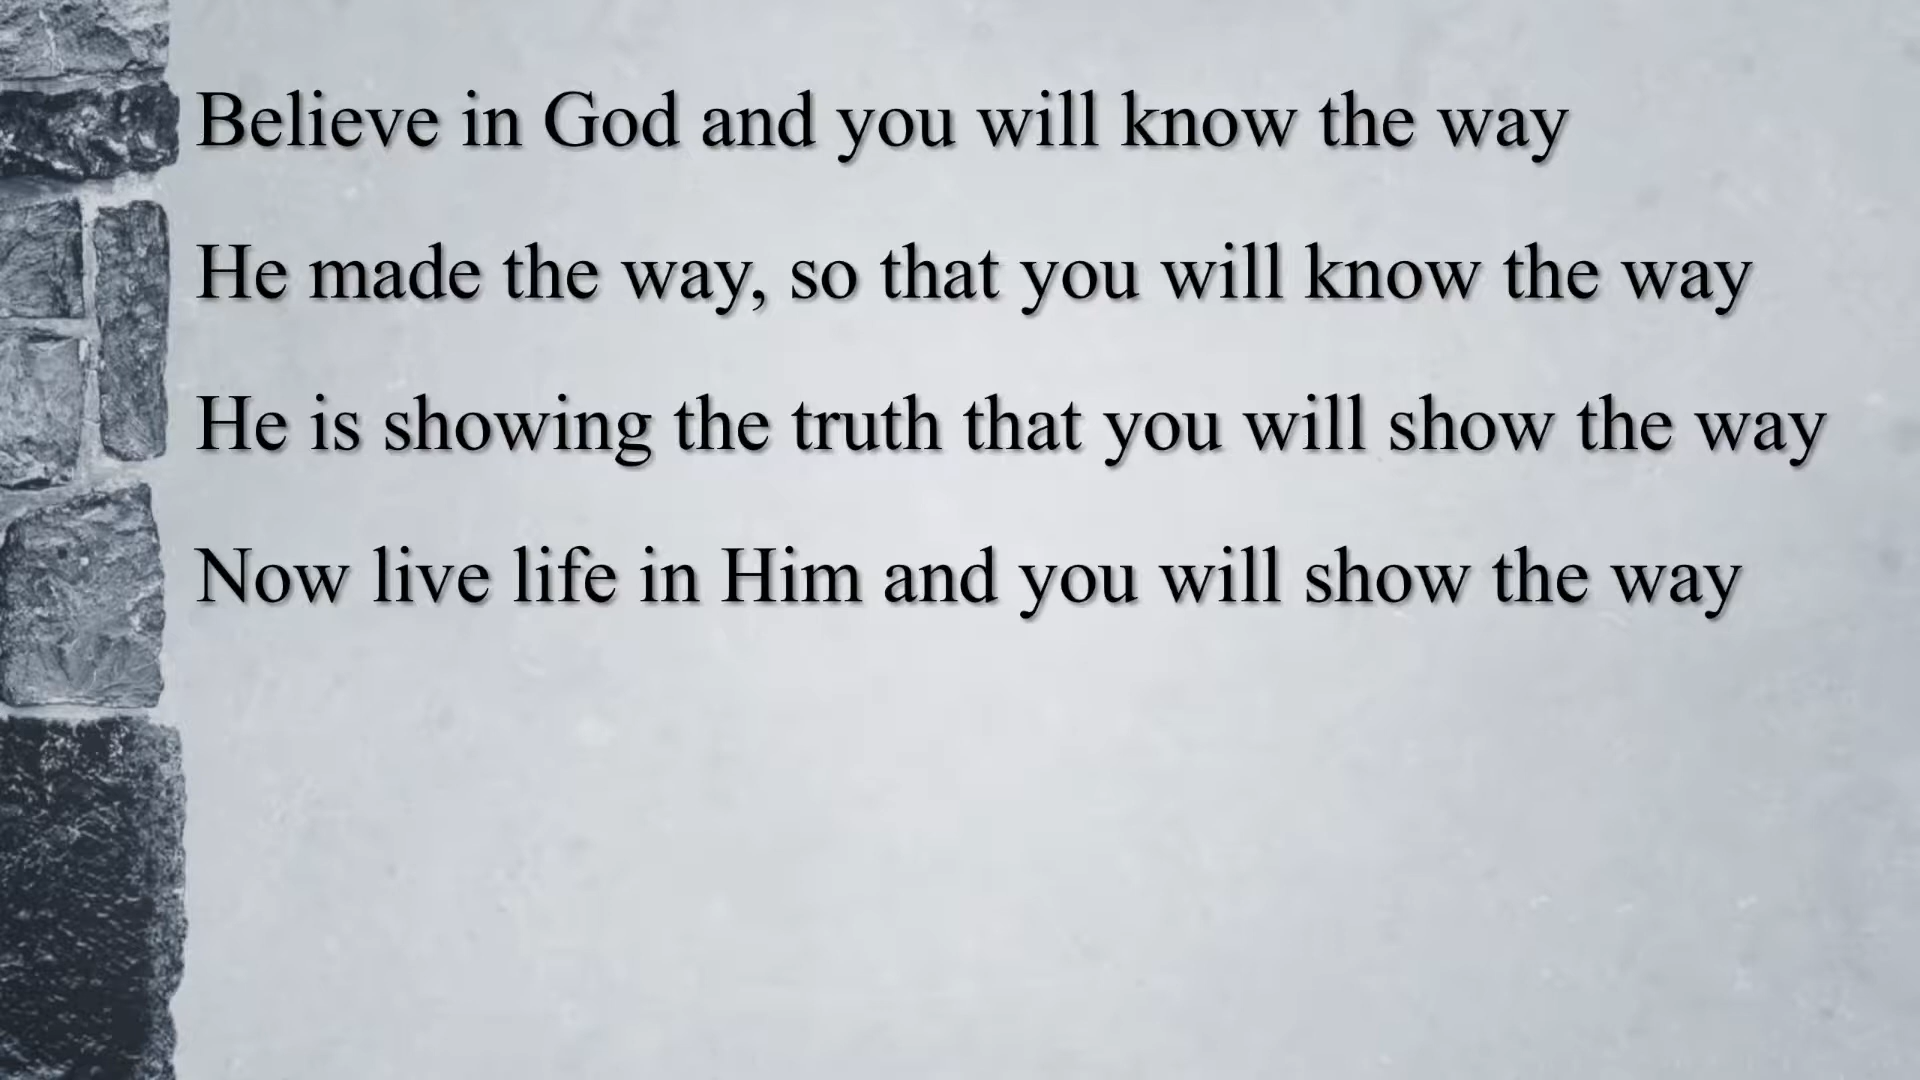 Believe in God and you will know the way
He made the way, so that you will know the way
He is showing the truth that you will show the way
Now live life in Him and you will show the way